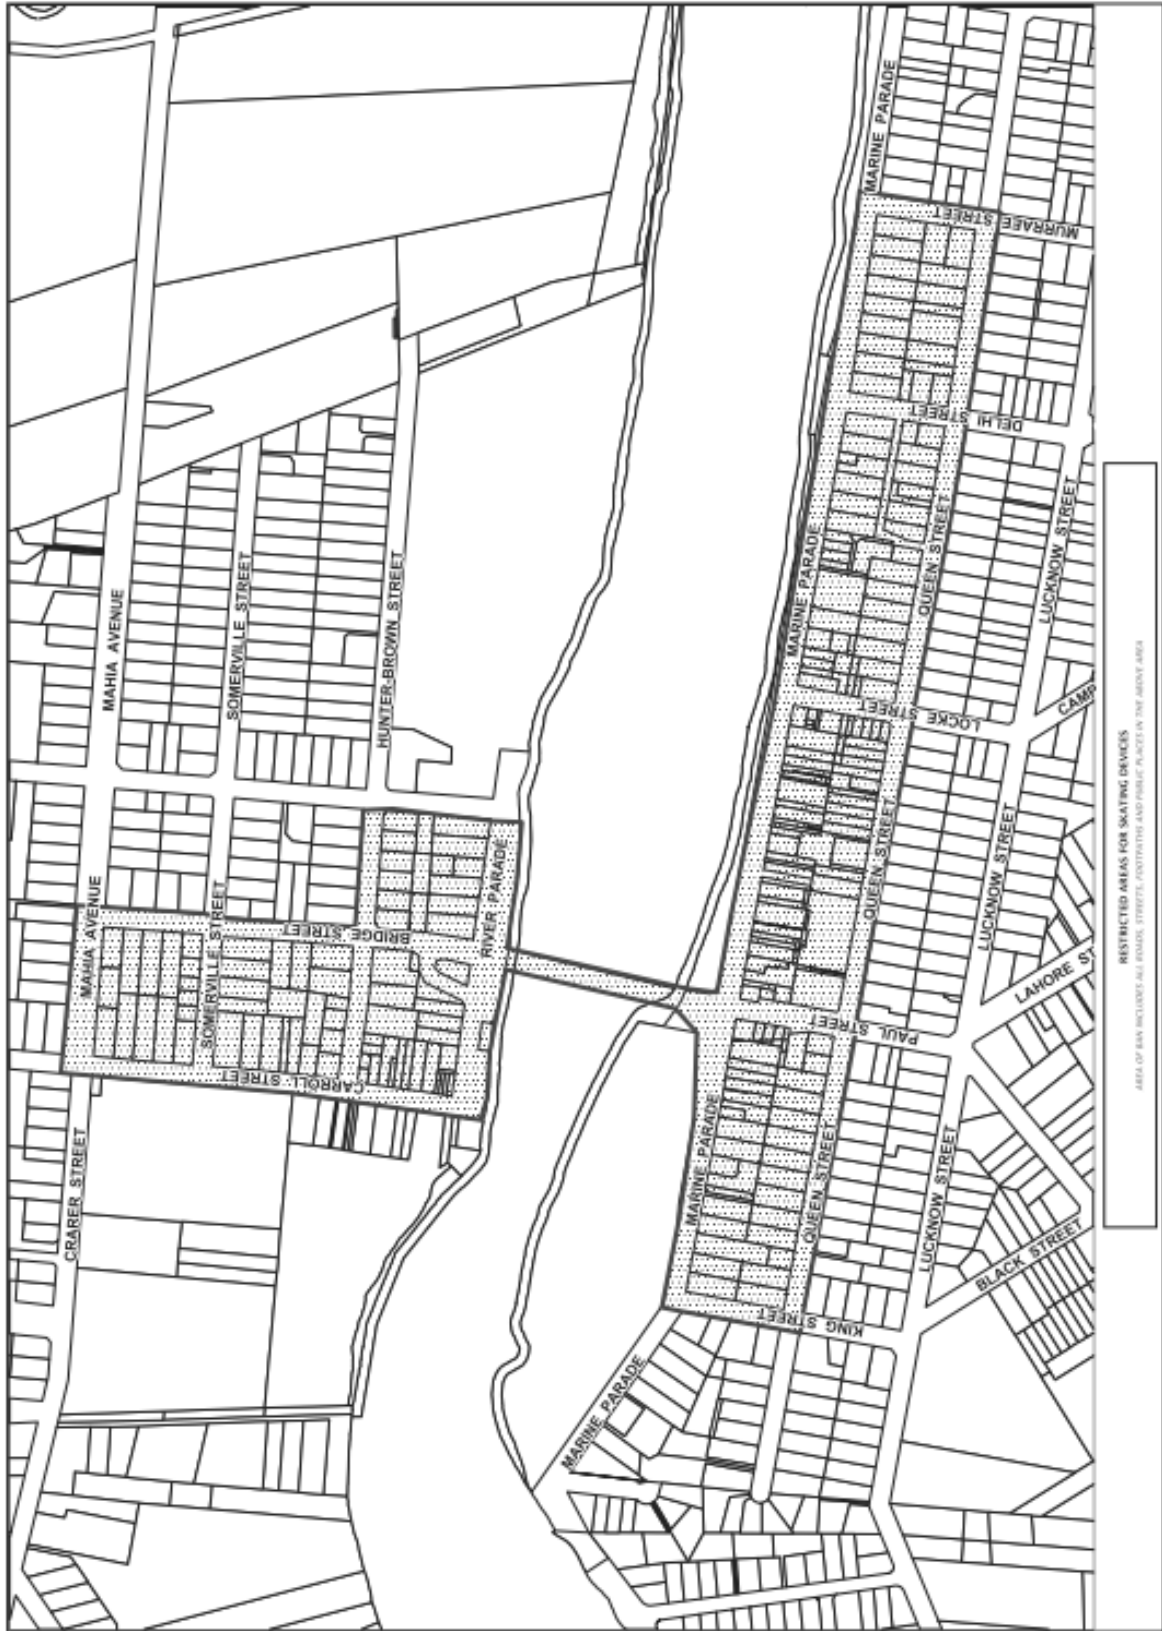 MAHIA AVENUE
SOMERVILLE STREET
HUNTER-BROWN STREET
MAHIA AVENUE
SOMERVILLE STREET
BRIDGE STREET
RIVER PARADE
CARROLL STREET
CRARER STREET
MARINE PARADE
MURRAEE STREET
DELHI STREET
MARINE PARADE
QUEEN STREET
LUCKNOW STREET
LOCKE STREET
CAMP
QUEEN STREET
LUCKNOW STREET
LAHORE ST
PAUL STREET
MARINE PARADE
QUEEN STREET
LUCKNOW STREET
BLACK STREET
KING STREET
MARINE PARADE
RESTRICTED AREAS FOR SKATING DEVICES
AREA OF BAN INCLUDES ALL ROADS, STREETS, FOOTPATHS AND PUBLIC PLACES IN THE ABOVE AREA